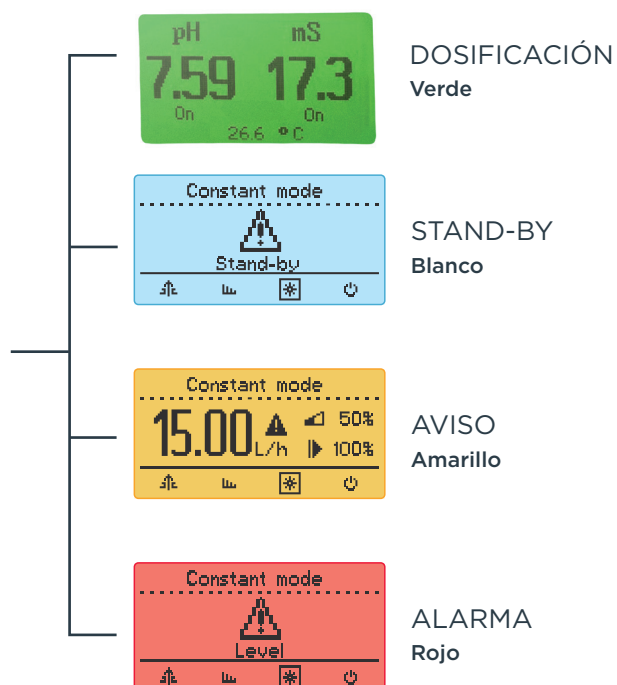 pH mS
7.59 17.3
On On
26.6 °C
DOSIFICACIÓN
Verde
Constant mode
Stand-by
STAND-BY
Blanco
Constant mode
15.00 L/h 50%
100%
AVISO
Amarillo
Constant mode
Level
ALARMA
Rojo